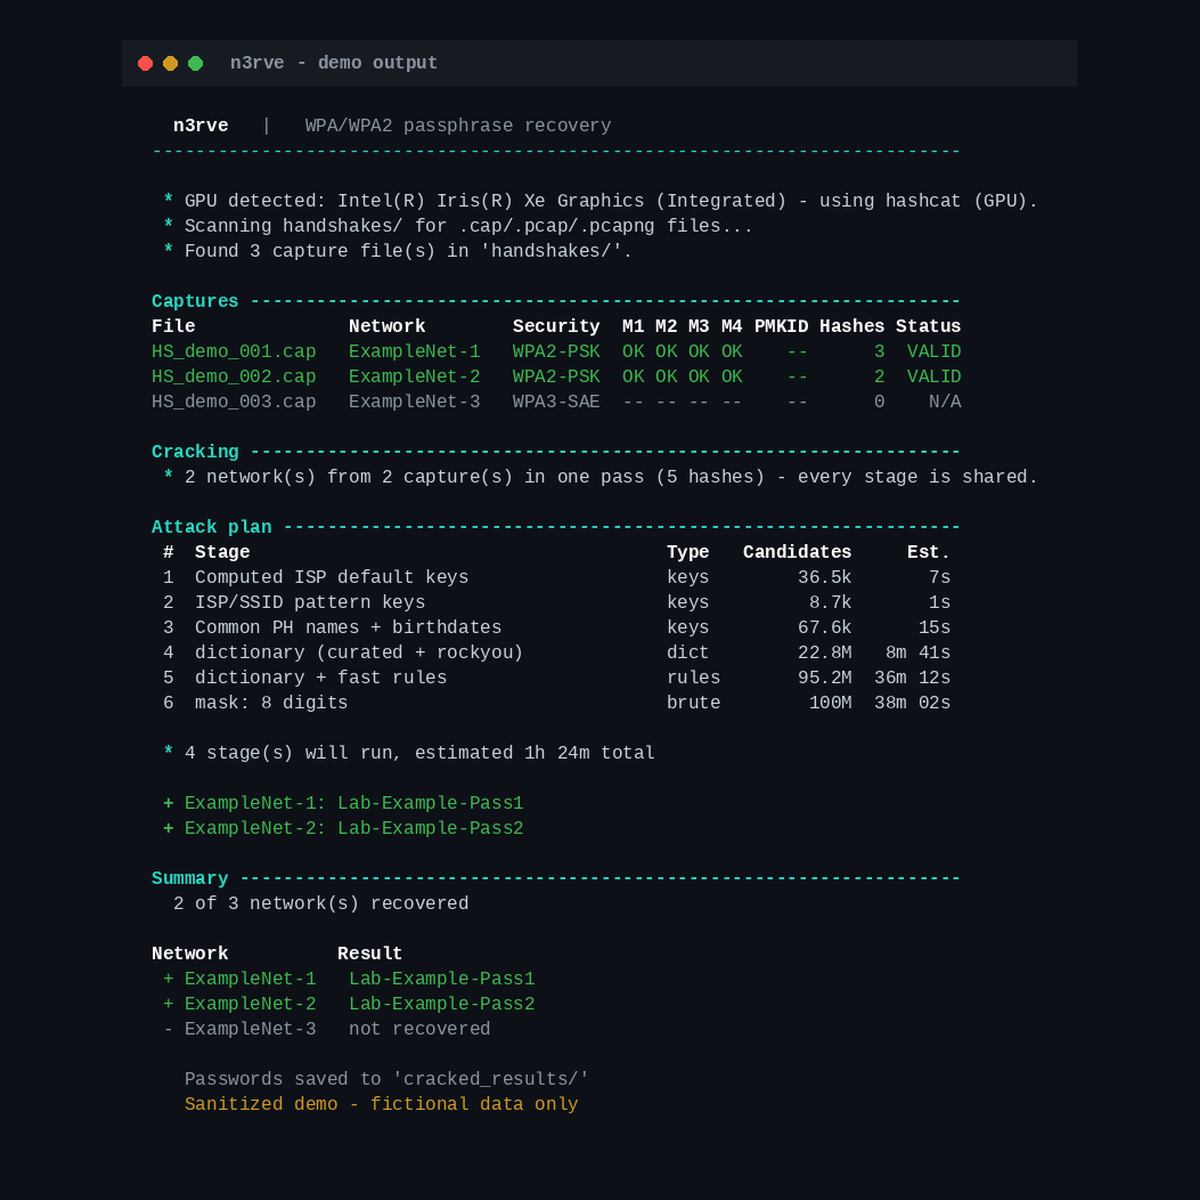 n3rve - demo output
n3rve | WPA/WPA2 passphrase recovery
--------------------------------------------------------------------------
* GPU detected: Intel(R) Iris(R) Xe Graphics (Integrated) - using hashcat (GPU).
* Scanning handshakes/ for .cap/.pcap/.pcapng files...
* Found 3 capture file(s) in 'handshakes/'.
Captures -----------------------------------------------------------------
File Network Security M1 M2 M3 M4 PMKID Hashes Status
HS_demo_001.cap ExampleNet-1 WPA2-PSK OK OK OK OK -- 3 VALID
HS_demo_002.cap ExampleNet-2 WPA2-PSK OK OK OK OK -- 2 VALID
HS_demo_003.cap ExampleNet-3 WPA3-SAE -- -- -- -- -- 0 N/A
Cracking -----------------------------------------------------------------
* 2 network(s) from 2 capture(s) in one pass (5 hashes) - every stage is shared.
Attack plan --------------------------------------------------------------
# Stage Type Candidates Est.
1 Computed ISP default keys keys 36.5k 7s
2 ISP/SSID pattern keys keys 8.7k 1s
3 Common PH names + birthdates keys 67.6k 15s
4 dictionary (curated + rockyou) dict 22.8M 8m 41s
5 dictionary + fast rules rules 95.2M 36m 12s
6 mask: 8 digits brute 100M 38m 02s
* 4 stage(s) will run, estimated 1h 24m total
+ ExampleNet-1: Lab-Example-Pass1
+ ExampleNet-2: Lab-Example-Pass2
Summary ------------------------------------------------------------------
2 of 3 network(s) recovered
Network Result
+ ExampleNet-1 Lab-Example-Pass1
+ ExampleNet-2 Lab-Example-Pass2
- ExampleNet-3 not recovered
Passwords saved to 'cracked_results/'
Sanitized demo - fictional data only